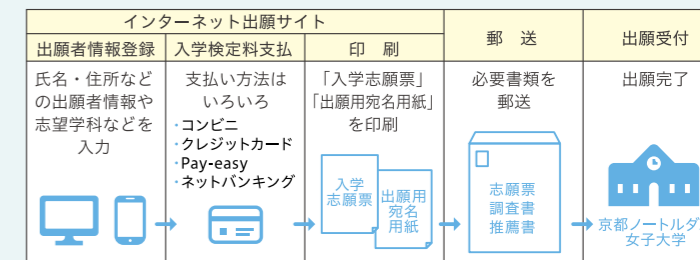 インターネット出願サイト
出願者情報登録
入学検定料支払
印　刷
郵　送
出願受付
氏名・住所など
の出願者情報や
志望学科などを
入力
支払い方法は
いろいろ
・コンビニ
・クレジットカード
・Pay-easy
・ネットバンキング
「入学志願票」
「出願用宛名用紙」
を印刷
入学
志願票
出願用
宛名
用紙
必要書類を
郵送
志願票
調査書
推薦書
出願完了
京都ノートルダ
女子大学